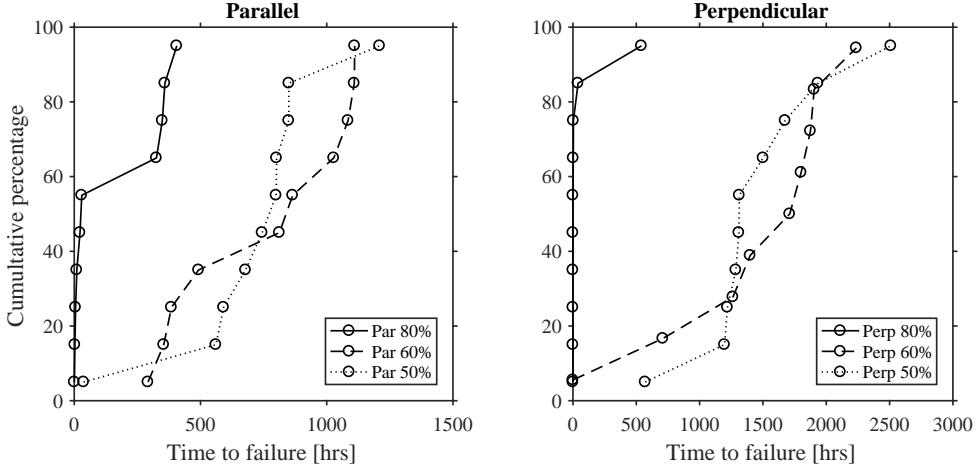 Parallel
Cumultative percentage
100
80
60
40
20
0
0 500 1000 1500
Time to failure [hrs]
Par 80%
Par 60%
Par 50%
Perpendicular
100
80
60
40
20
0
0 500 1000 1500 2000 2500 3000
Time to failure [hrs]
Perp 80%
Perp 60%
Perp 50%